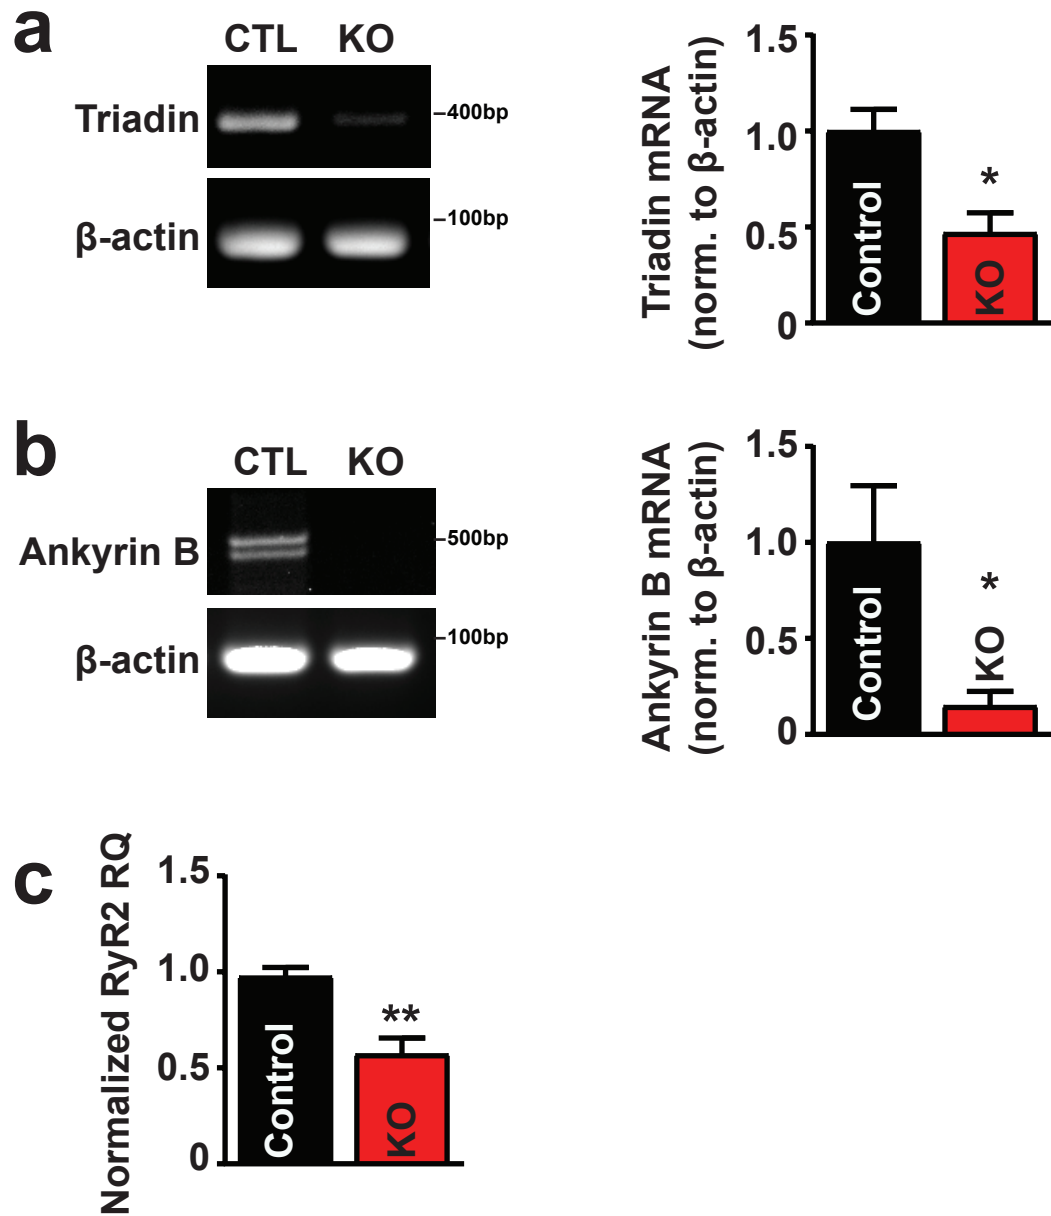 a
CTL KO
Triadin
–400bp
β-actin
–100bp
Triadin mRNA
(norm. to β-actin)
1.5
1.0
0.5
0
Control
KO
*
b
CTL KO
Ankyrin B
–500bp
β-actin
–100bp
Ankyrin B mRNA
(norm. to β-actin)
1.5
1.0
0.5
0
Control
KO
*
c
Normalized RyR2 RQ
1.5
1.0
0.5
0
Control
KO
**